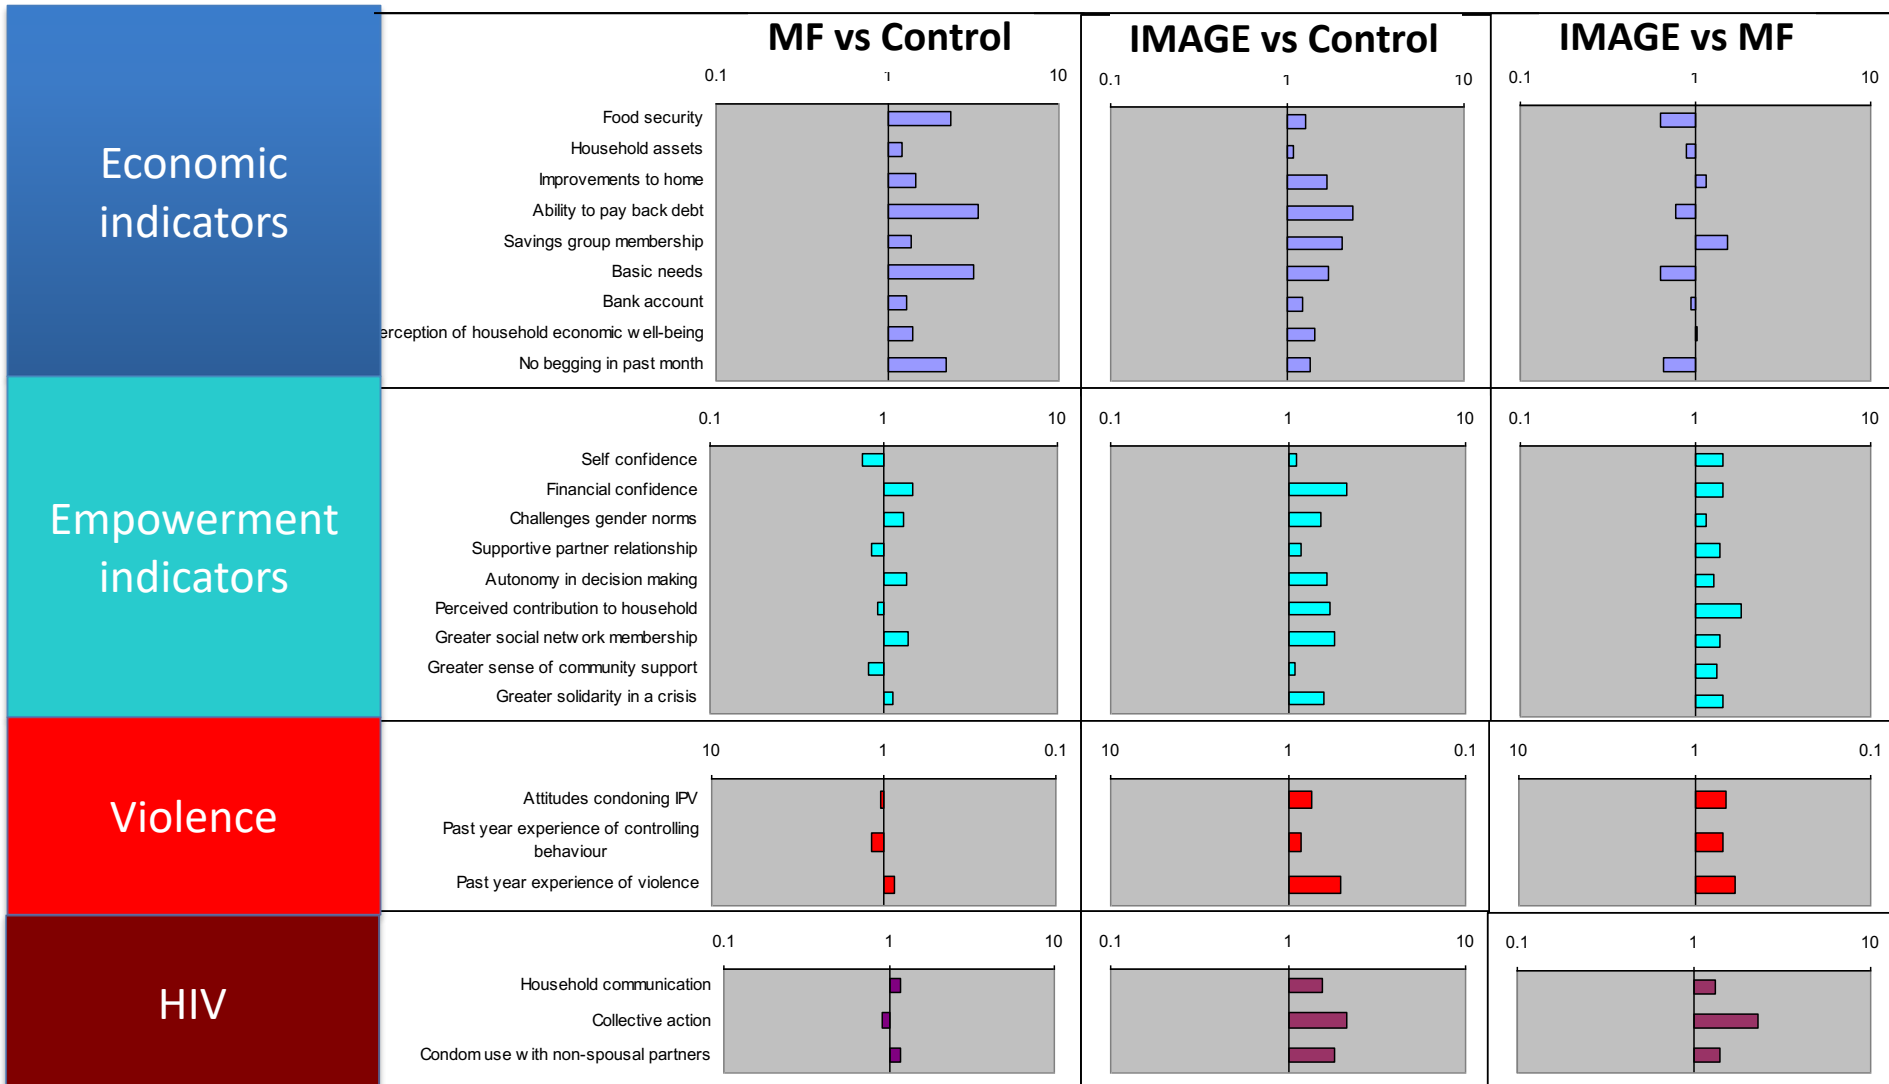 MF vs Control
IMAGE vs Control
IMAGE vs MF
Economic
indicators
0.1 1 10
0.1 1 10
0.1 1 10
Food security
Household assets
Improvements to home
Ability to pay back debt
Savings group membership
Basic needs
Bank account
erception of household economic well-being
No begging in past month
Empowerment
indicators
0.1 1 10
0.1 1 10
0.1 1 10
Self confidence
Financial confidence
Challenges gender norms
Supportive partner relationship
Autonomy in decision making
Perceived contribution to household
Greater social network membership
Greater sense of community support
Greater solidarity in a crisis
Violence
10 1 0.1
10 1 0.1
10 1 0.1
Attitudes condoning IPV
Past year experience of controlling
behaviour
Past year experience of violence
HIV
0.1 1 10
0.1 1 10
0.1 1 10
Household communication
Collective action
Condom use with non-spousal partners